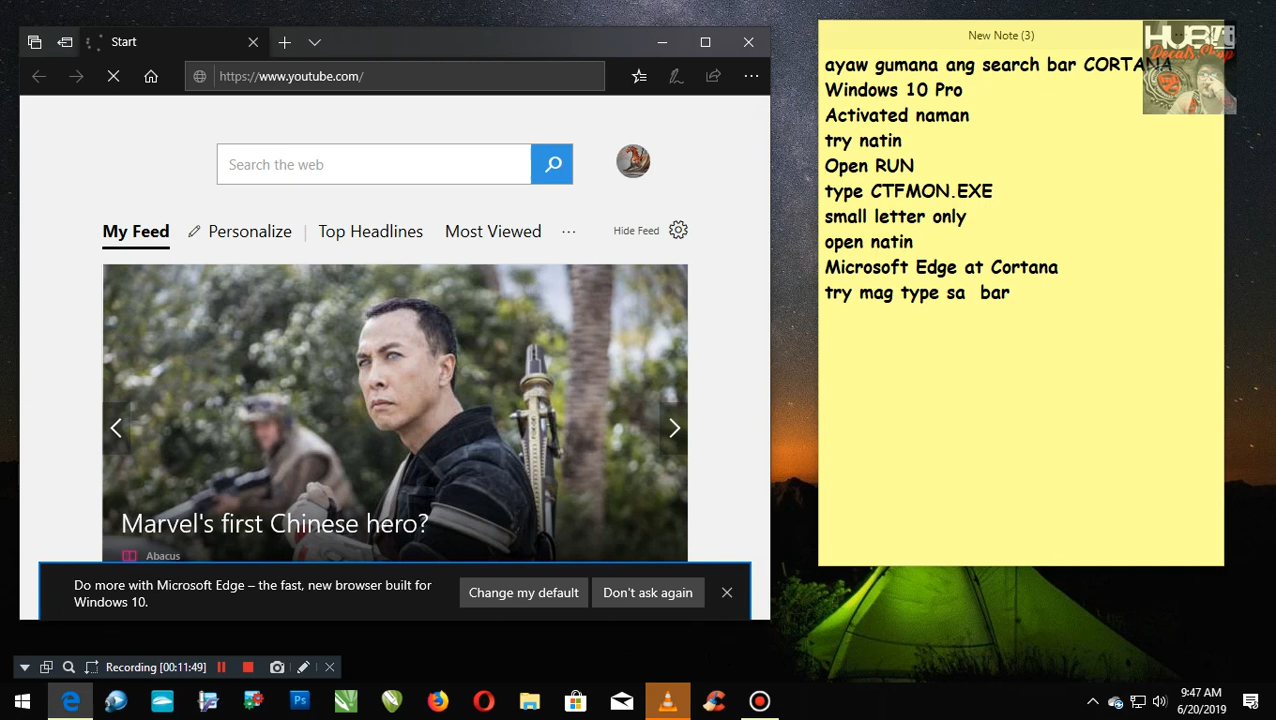 Start
https://www.youtube.com/
Search the web
My Feed
Personalize
Top Headlines
Most Viewed
Hide Feed
Marvel's first Chinese hero?
Abacus
Do more with Microsoft Edge – the fast, new browser built for
Windows 10.
Change my default
Don't ask again
New Note (3)
ayaw gumana ang search bar CORTANA
Windows 10 Pro
Activated naman
try natin
Open RUN
type CTFMON.EXE
small letter only
open natin
Microsoft Edge at Cortana
try mag type sa  bar
Decals Shop
Recording [00:11:49]
Ps
9:47 AM
6/20/2019